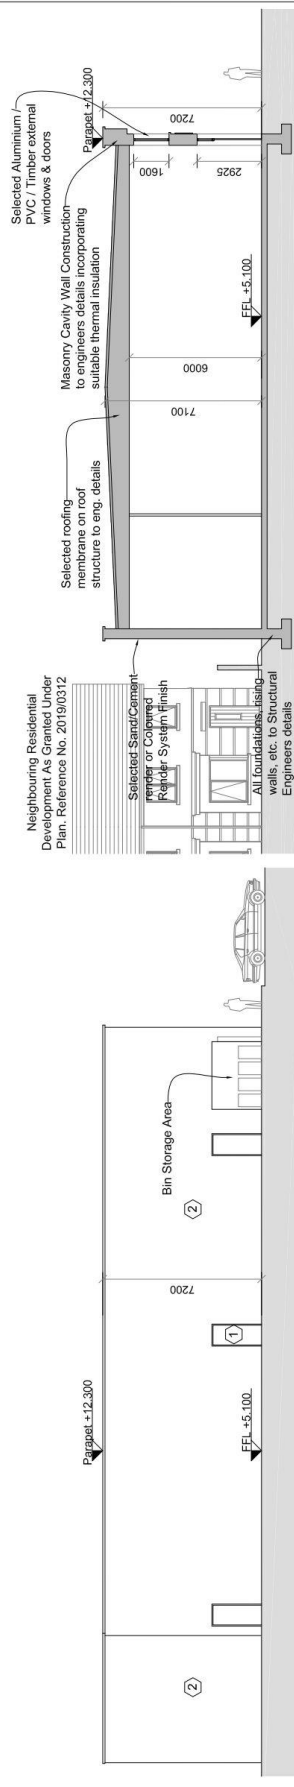 Parapet +12.300
FFL +5.100
7200
2
1
2
Bin Storage Area
Neighbouring Residential
Development As Granted Under
Plan. Reference No. 2019/0312
Selected Sand/Cement
render or Coloured
Render System Finish
All foundations, rising
walls, etc. to Structural
Engineers details
Selected roofing
membrane on roof
structure to eng. details
Masonry Cavity Wall Construction
to engineers details incorporating
suitable thermal insulation
Selected Aluminium /
PVC / Timber external
windows & doors
Parapet +12.300
FFL +5.100
7100
6000
1600
2925
7200